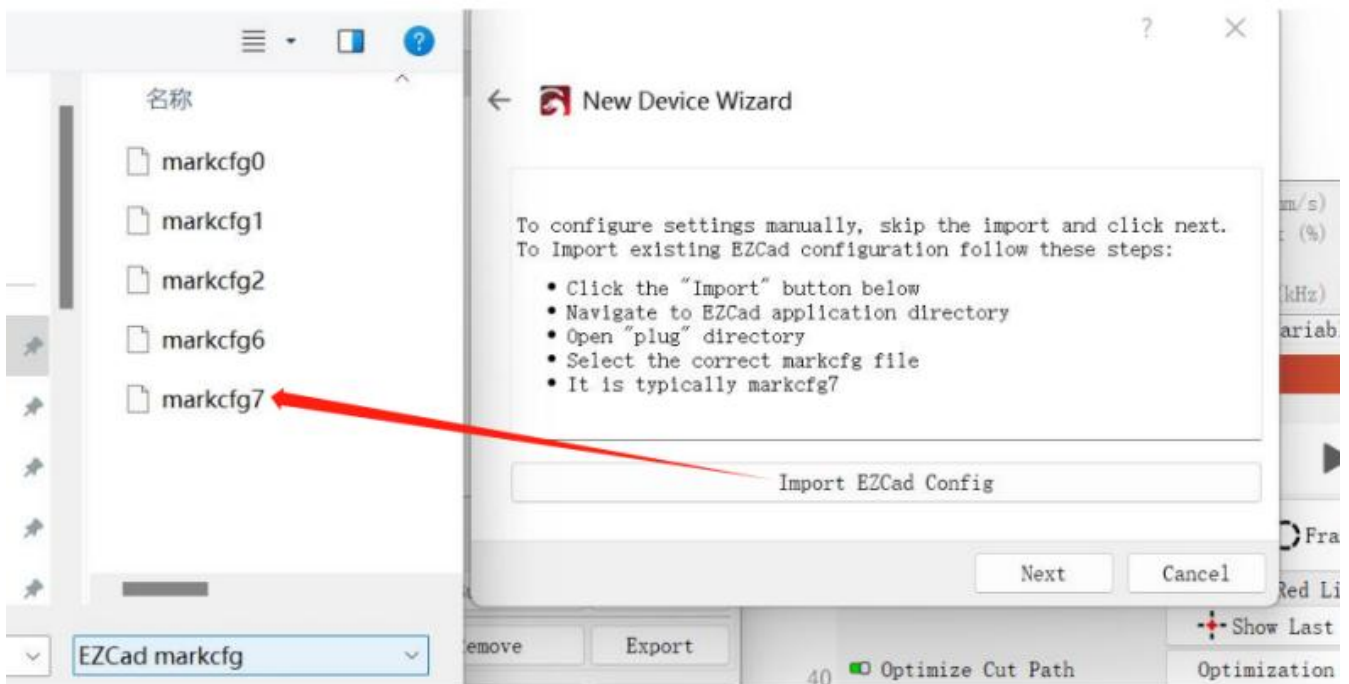 名称
markcfg0
markcfg1
markcfg2
markcfg6
markcfg7
EZCad markcfg
?
New Device Wizard
To configure settings manually, skip the import and click next.
To Import existing EZCad configuration follow these steps:
• Click the "Import" button below
• Navigate to EZCad application directory
• Open "plug" directory
• Select the correct markcfg file
• It is typically markcfg7
Import EZCad Config
Next
Cancel
m/s)
(%)
(kHz)
ariab
Fra
Red Li
Show Last
emove
Export
40
Optimize Cut Path
Optimization